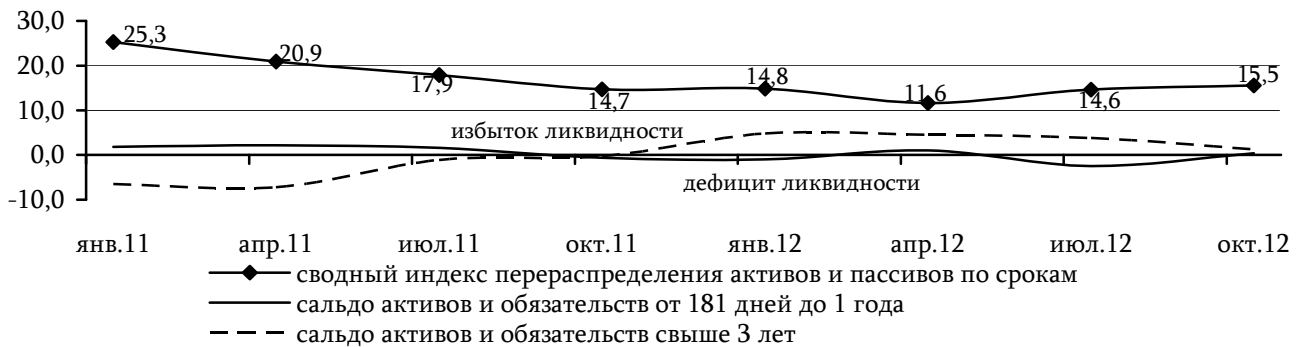 30,0
25,3
20,9
20,0
17,9
14,7
14,8
11,6
14,6
15,5
10,0
избыток ликвидности
0,0
дефицит ликвидности
-10,0
янв.11 апр.11 июл.11 окт.11 янв.12 апр.12 июл.12 окт.12
сводный индекс перераспределения активов и пассивов по срокам
сальдо активов и обязательств от 181 дней до 1 года
сальдо активов и обязательств свыше 3 лет